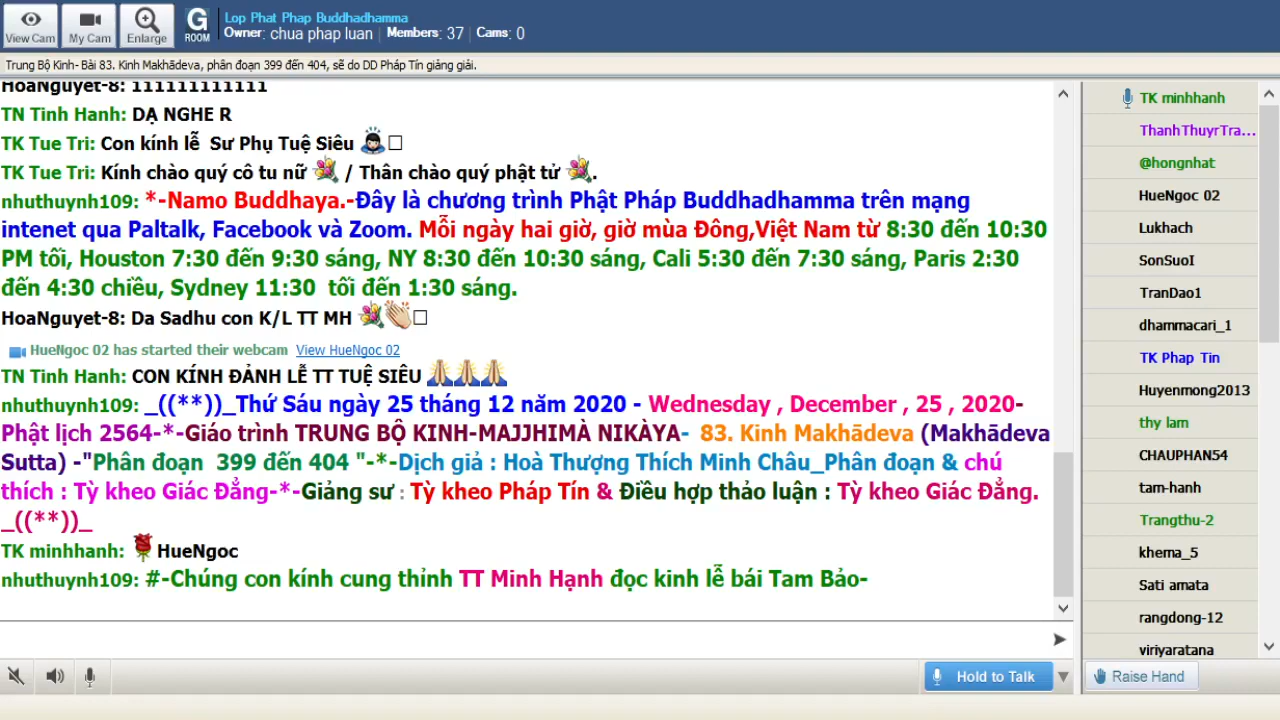 View Cam
My Cam
Enlarge
G
ROOM
Lop Phat Phap Buddhadhamma
Owner: chua phap luan | Members: 37 | Cams: 0
Trung Bộ Kinh- Bài 83. Kinh Makhādeva, phân đoạn 399 đến 404, sẽ do DD Pháp Tín giảng giải.
HoaNguyet-8: 111111111111
TN Tinh Hanh: DẠ NGHE R
TK Tue Tri: Con kính lễ Sư Phụ Tuệ Siêu 🙇🏻□
TK Tue Tri: Kính chào quý cô tu nữ 💐 / Thân chào quý phật tử 💐.
nhuthuynh109: *-Namo Buddhaya.-Đây là chương trình Phật Pháp Buddhadhamma trên mạng
intenet qua Paltalk, Facebook và Zoom. Mỗi ngày hai giờ, giờ mùa Đông,Việt Nam từ 8:30 đến 10:30
PM tối, Houston 7:30 đến 9:30 sáng, NY 8:30 đến 10:30 sáng, Cali 5:30 đến 7:30 sáng, Paris 2:30
đến 4:30 chiều, Sydney 11:30 tối đến 1:30 sáng.
HoaNguyet-8: Da Sadhu con K/L TT MH 💐👏🏻□
HueNgoc 02 has started their webcam View HueNgoc 02
TN Tinh Hanh: CON KÍNH ĐẢNH LỄ TT TUỆ SIÊU 🙏🙏🙏
nhuthuynh109: _((**))_Thứ Sáu ngày 25 tháng 12 năm 2020 - Wednesday , December , 25 , 2020-
Phật lịch 2564-*-Giáo trình TRUNG BỘ KINH-MAJJHIMÀ NIKÀYA- 83. Kinh Makhādeva (Makhādeva
Sutta) -"Phân đoạn 399 đến 404 "-*-Dịch giả : Hoà Thượng Thích Minh Châu_Phân đoạn & chú
thích : Tỳ kheo Giác Đẳng-*-Giảng sư : Tỳ kheo Pháp Tín & Điều hợp thảo luận : Tỳ kheo Giác Đẳng.
_((**))_
TK minhhanh: 🌹HueNgoc
nhuthuynh109: #-Chúng con kính cung thỉnh TT Minh Hạnh đọc kinh lễ bái Tam Bảo-
Hold to Talk
TK minhhanh
ThanhThuyrTra...
@hongnhat
HueNgoc 02
Lukhach
SonSuoI
TranDao1
dhammacari_1
TK Phap Tin
Huyenmong2013
thy lam
CHAUPHAN54
tam-hanh
Trangthu-2
khema_5
Sati amata
rangdong-12
viriyaratana
Raise Hand